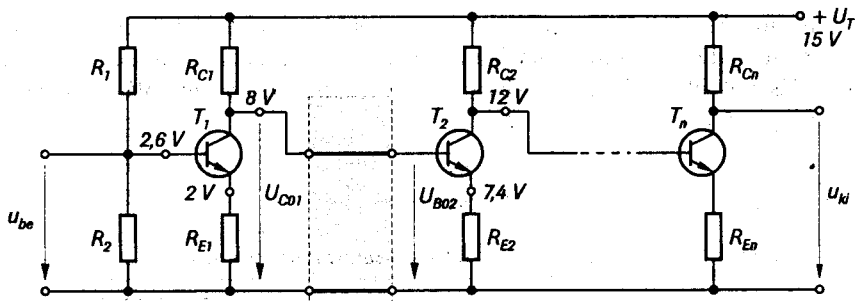 + U_T
15 V
R_1
R_C1
R_C2
R_Cn
8 V
12 V
T_1
T_2
T_n
2,6 V
2 V
U_C01
U_B02
7,4 V
u_be
u_ki
R_2
R_E1
R_E2
R_En